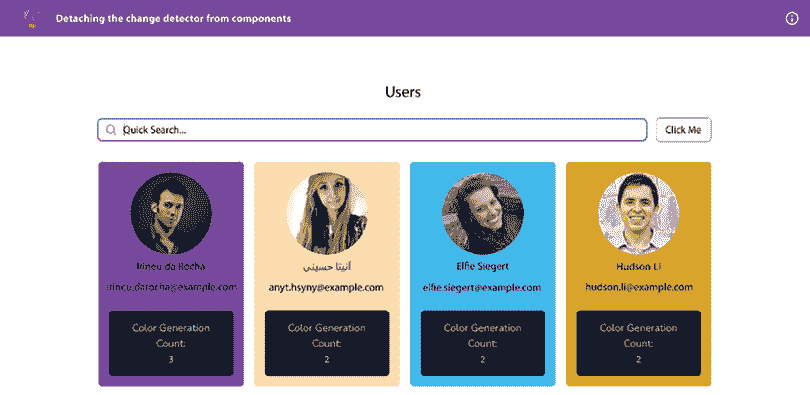 Detaching the change detector from components
Users
Quick Search...
Click Me
Irineu da Rocha
irineu.darocha@example.com
Color Generation
Count:
3
آنیتا حسینی
anyt.hsyny@example.com
Color Generation
Count:
2
Elfie Siegert
elfie.siegert@example.com
Color Generation
Count:
2
Hudson Li
hudson.li@example.com
Color Generation
Count:
2